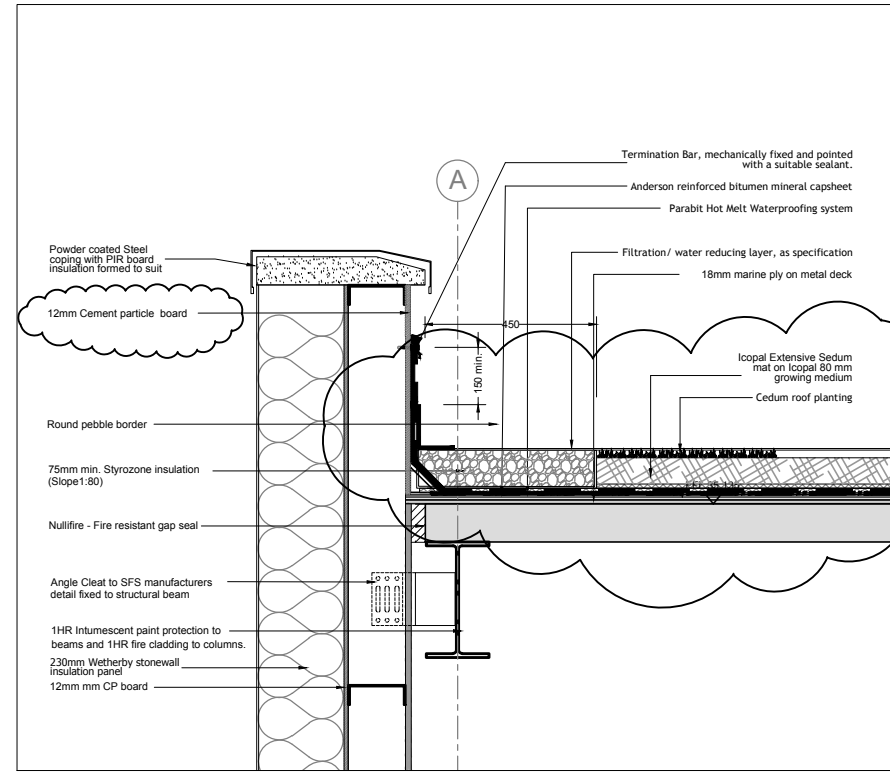 Termination Bar, mechanically fixed and pointed
with a suitable sealant.
A
Anderson reinforced bitumen mineral capsheet
Parabit Hot Melt Waterproofing system
Powder coated Steel
coping with PIR board
insulation formed to suit
Filtration/ water reducing layer, as specification
18mm marine ply on metal deck
12mm Cement particle board
450
150 min.
Icopal Extensive Sedum
mat on Icopal 80 mm
growing medium
Cedum roof planting
Round pebble border
75mm min. Styrozone insulation
(Slope1:80)
Nullifire - Fire resistant gap seal
Angle Cleat to SFS manufacturers
detail fixed to structural beam
1HR Intumescent paint protection to
beams and 1HR fire cladding to columns.
230mm Wetherby stonewall
insulation panel
12mm mm CP board